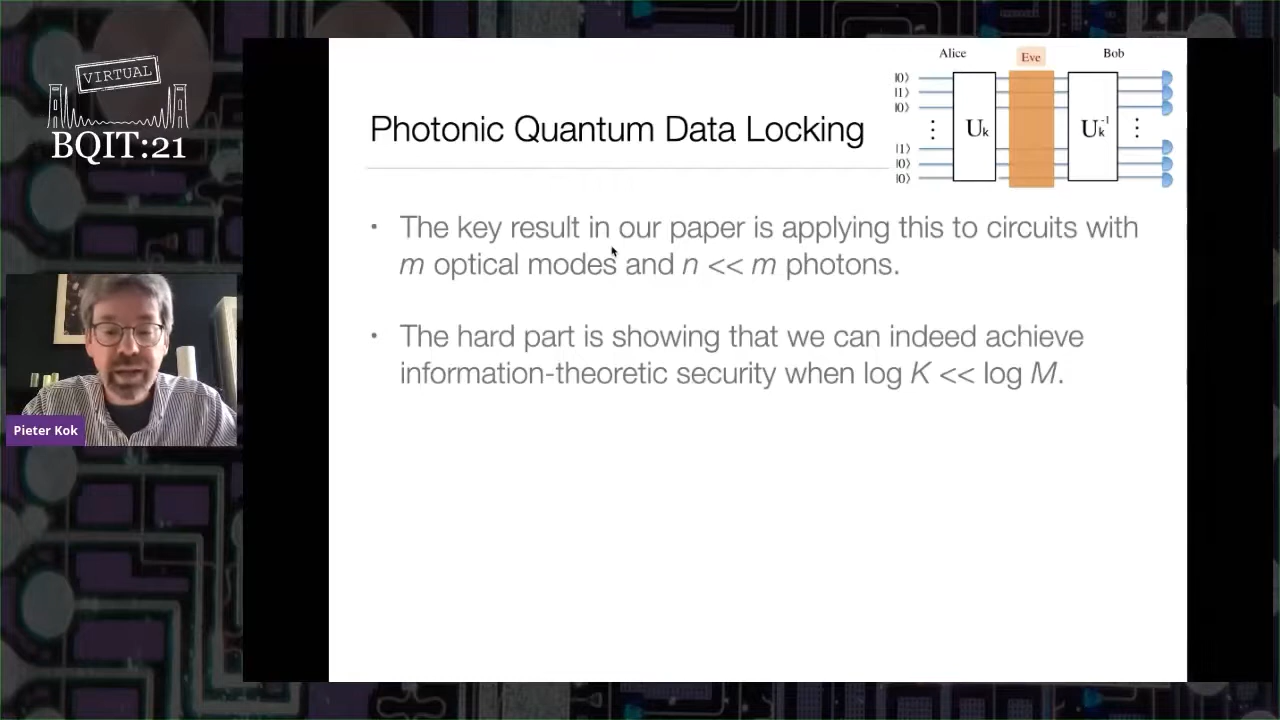 VIRTUAL
BQIT:21
Alice
Eve
Bob
|0⟩
|1⟩
|0⟩
⋮
|1⟩
|0⟩
|0⟩
Uk
Uk-1
⋮
Photonic Quantum Data Locking
• The key result in our paper is applying this to circuits with
m optical modes and n << m photons.
• The hard part is showing that we can indeed achieve
information-theoretic security when log K << log M.
Pieter Kok